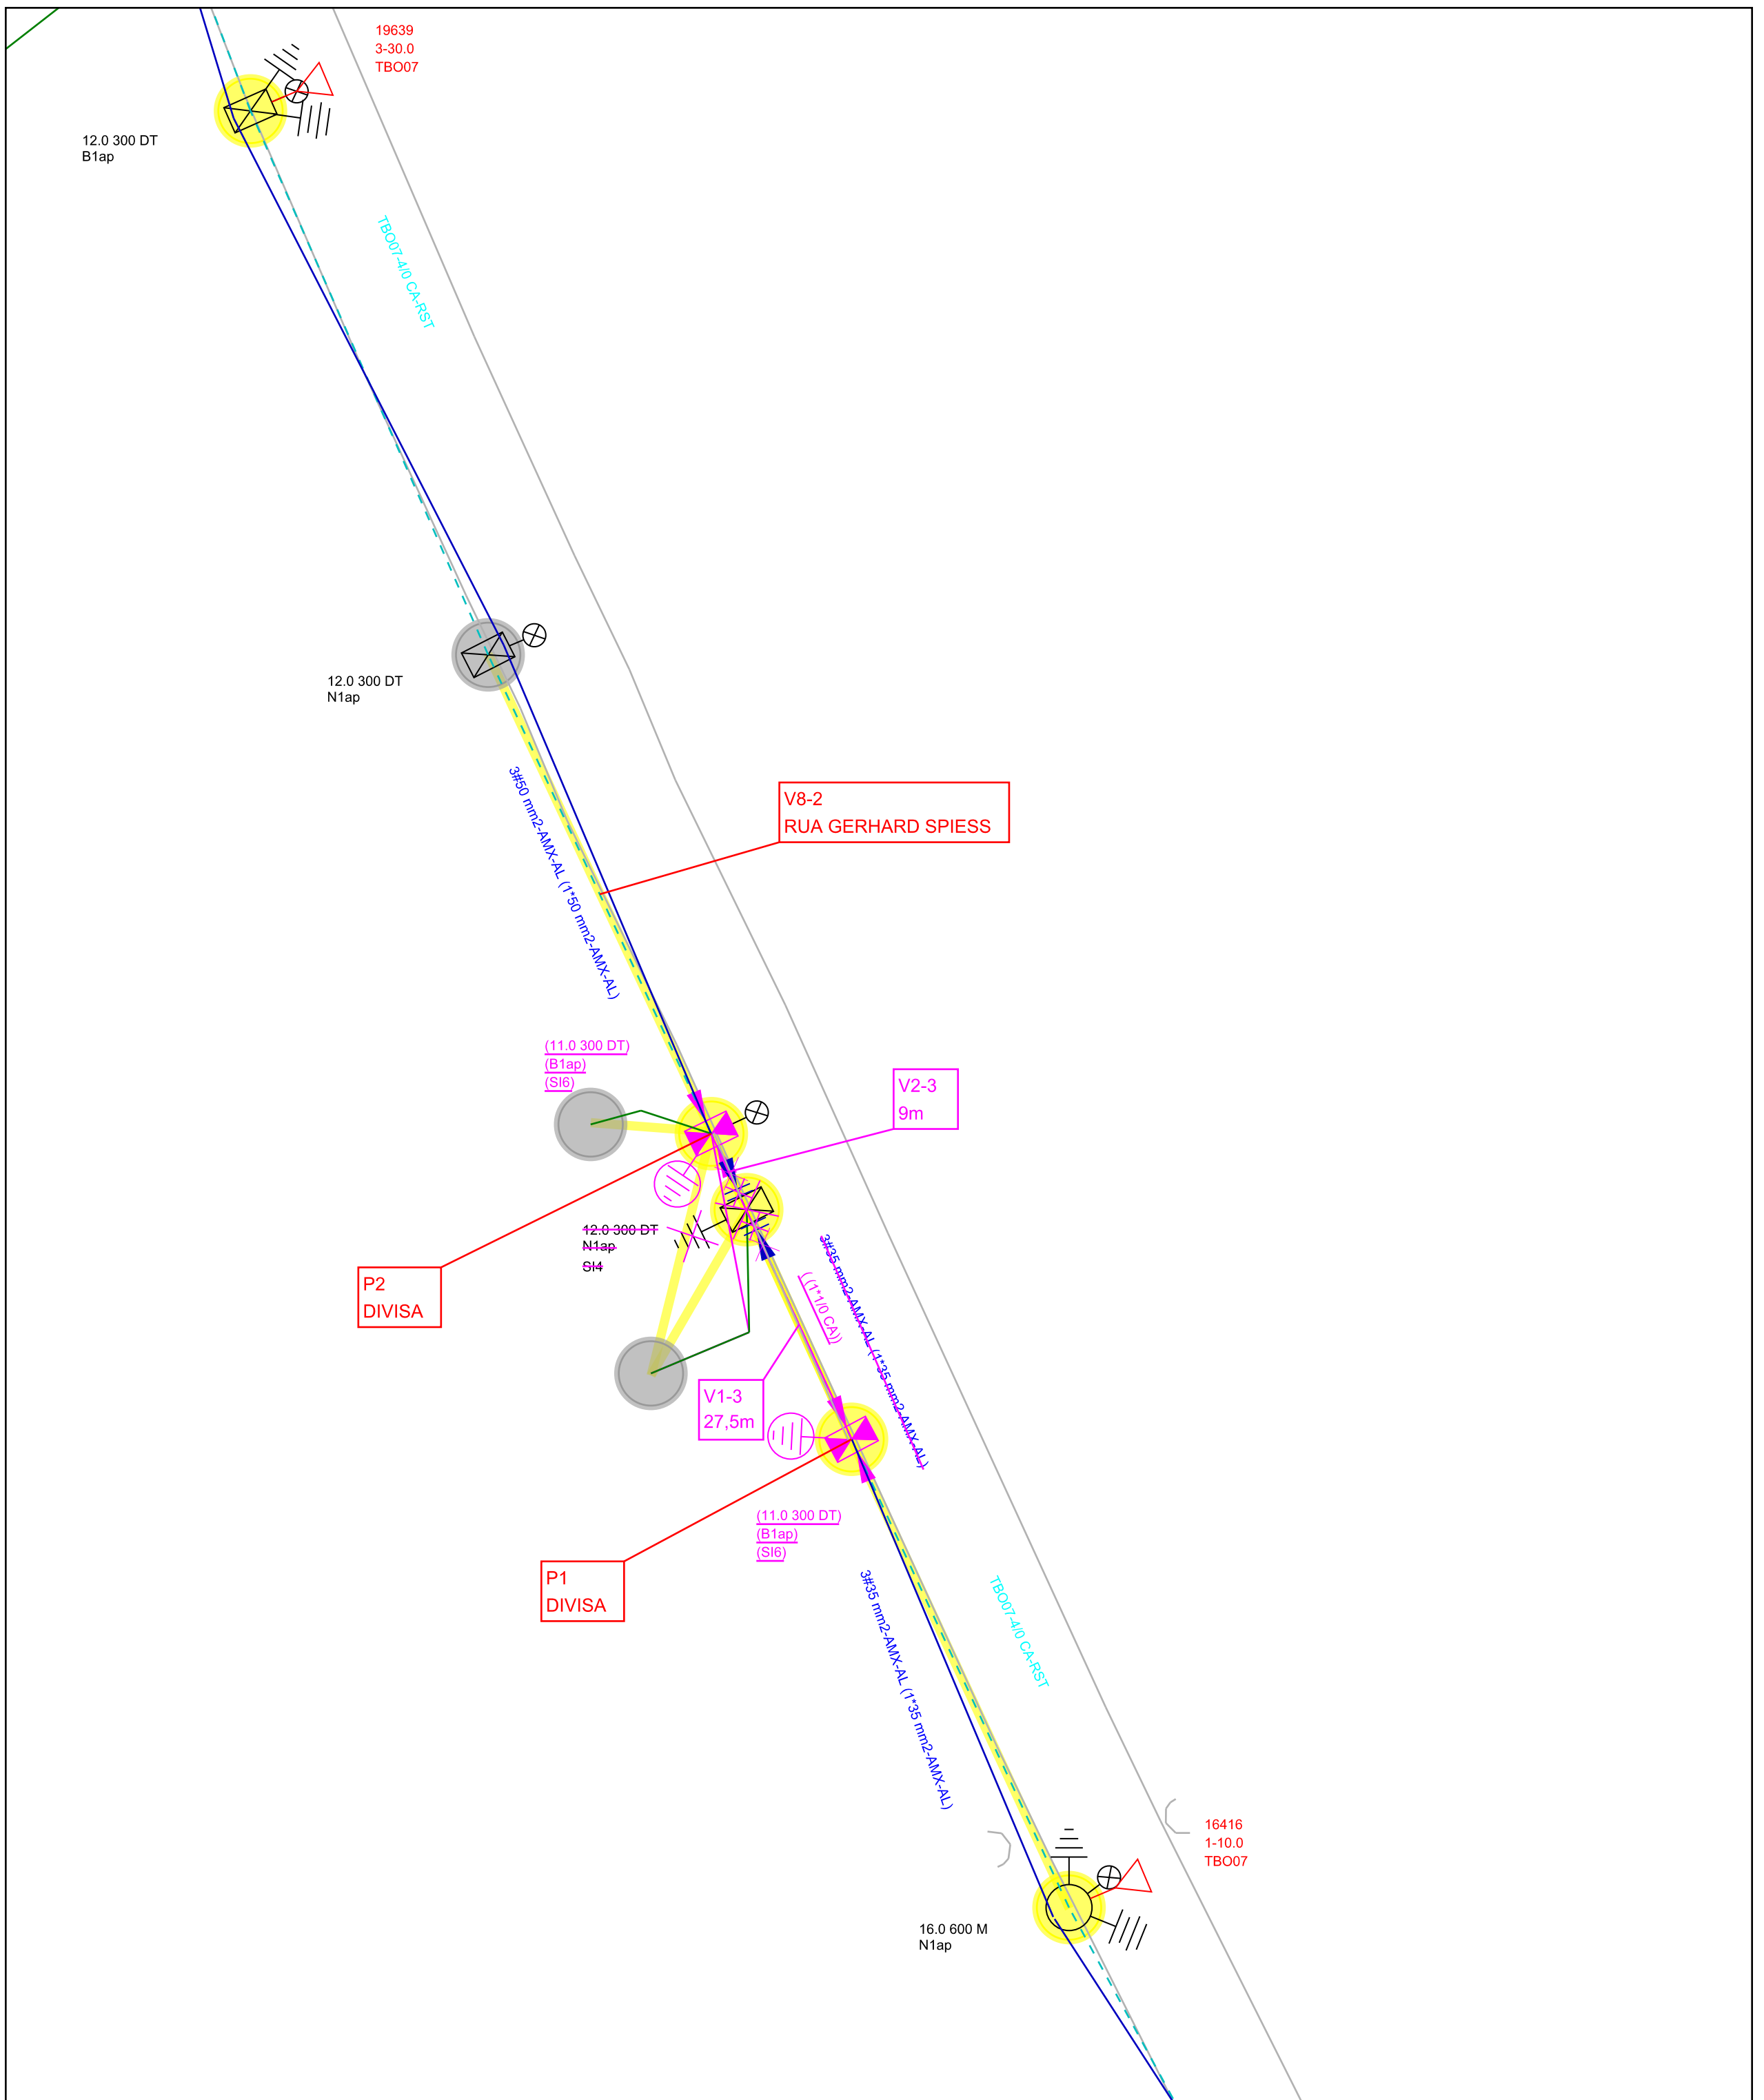 19639
3-30.0
TBO07
12.0 300 DT
B1ap
TBO07-4/0 CA-RST
12.0 300 DT
N1ap
3#50 mm2-AMX-AL (1*50 mm2-AMX-AL)
V8-2
RUA GERHARD SPIESS
(11.0 300 DT)
(B1ap)
(SI6)
V2-3
9m
12.0 300 DT
N1ap
SI4
P2
DIVISA
3#35 mm2-AMX-AL (1*35 mm2-AMX-AL)
( (1*1/0 CA))
V1-3
27,5m
(11.0 300 DT)
(B1ap)
(SI6)
P1
DIVISA
3#35 mm2-AMX-AL (1*35 mm2-AMX-AL)
TBO07-4/0 CA-RST
16416
1-10.0
TBO07
16.0 600 M
N1ap